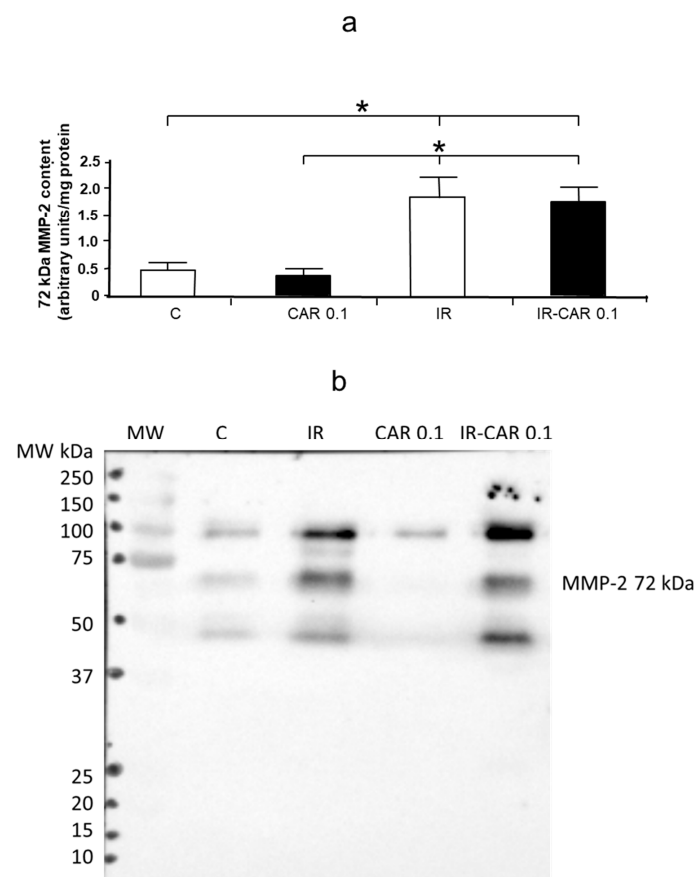 a
*
*
72 kDa MMP-2 content
(arbitrary units/mg protein
2.5
2.0
1.5
1.0
0.5
0
C CAR 0.1 IR IR-CAR 0.1
b
MW C IR CAR 0.1 IR-CAR 0.1
MW kDa
250
150
100
75
MMP-2 72 kDa
50
37
25
20
15
10